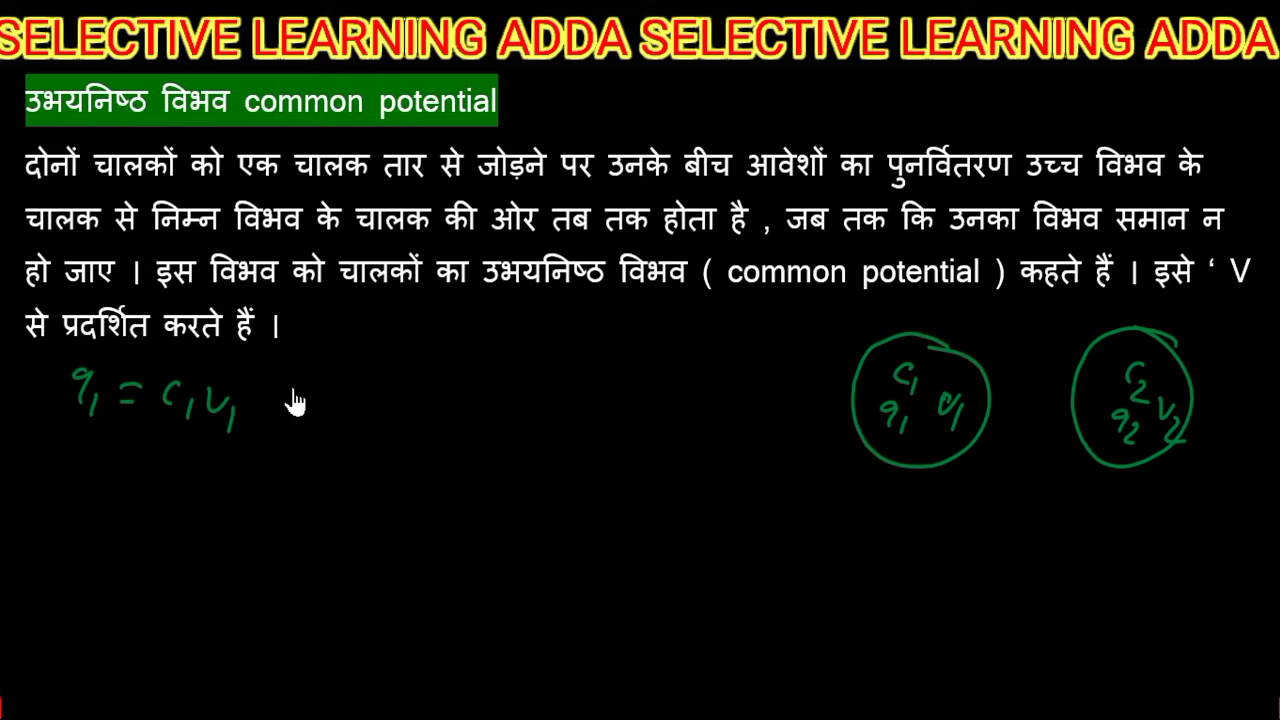 SELECTIVE LEARNING ADDA SELECTIVE LEARNING ADDA
उभयनिष्ठ विभव common potential
दोनों चालकों को एक चालक तार से जोड़ने पर उनके बीच आवेशों का पुनर्वितरण उच्च विभव के
चालक से निम्न विभव के चालक की ओर तब तक होता है , जब तक कि उनका विभव समान न
हो जाए । इस विभव को चालकों का उभयनिष्ठ विभव ( common potential ) कहते हैं । इसे ‘ V
से प्रदर्शित करते हैं ।
q₁ = C₁V₁
C₁
q₁ V₁
C₂
q₂ V₂